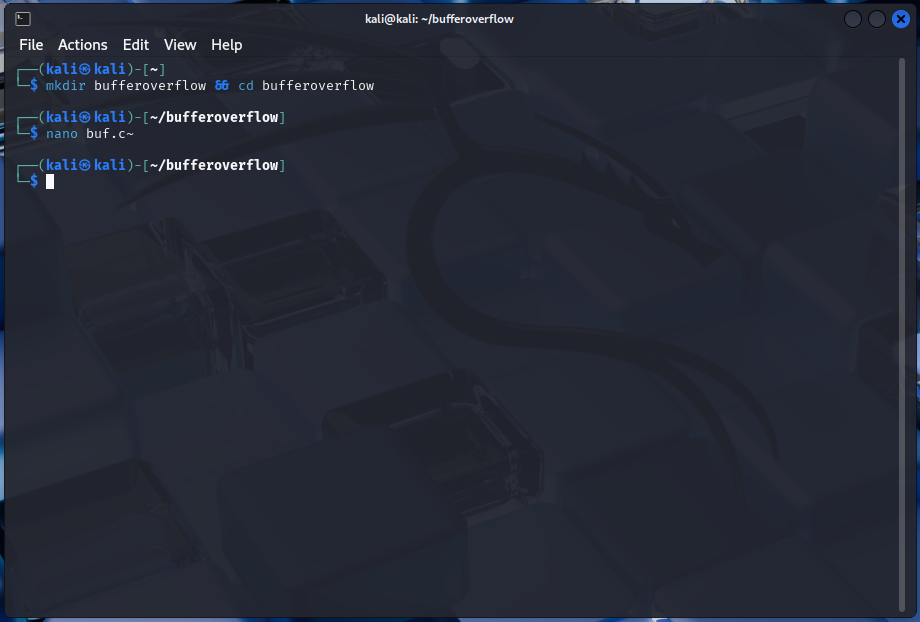 kali@kali: ~/bufferoverflow
File Actions Edit View Help
┌──(kali㉿kali)-[~]
└─$ mkdir bufferoverflow && cd bufferoverflow
┌──(kali㉿kali)-[~/bufferoverflow]
└─$ nano buf.c~
┌──(kali㉿kali)-[~/bufferoverflow]
└─$